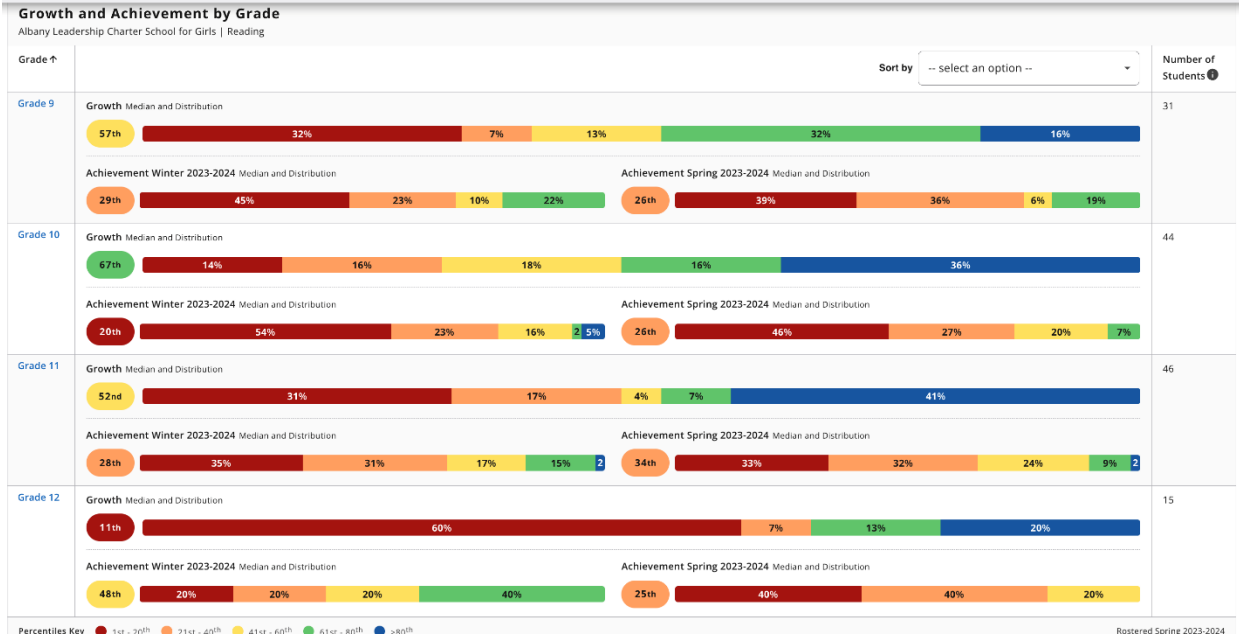 Growth and Achievement by Grade
Albany Leadership Charter School for Girls | Reading
Grade↑
Sort by -- select an option --
Number of
Students
Grade 9
Growth Median and Distribution
31
57th 32% 7% 13% 32% 16%
Achievement Winter 2023-2024 Median and Distribution
Achievement Spring 2023-2024 Median and Distribution
29th 45% 23% 10% 22%
26th 39% 36% 6% 19%
Grade 10
Growth Median and Distribution
44
67th 14% 16% 18% 16% 36%
Achievement Winter 2023-2024 Median and Distribution
Achievement Spring 2023-2024 Median and Distribution
20th 54% 23% 16% 2 5%
26th 46% 27% 20% 7%
Grade 11
Growth Median and Distribution
46
52nd 31% 17% 4% 7% 41%
Achievement Winter 2023-2024 Median and Distribution
Achievement Spring 2023-2024 Median and Distribution
28th 35% 31% 17% 15% 2
34th 33% 32% 24% 9% 2
Grade 12
Growth Median and Distribution
15
11th 60% 7% 13% 20%
Achievement Winter 2023-2024 Median and Distribution
Achievement Spring 2023-2024 Median and Distribution
48th 20% 20% 20% 40%
25th 40% 40% 20%
Percentiles Key 1st - 20th 21st - 40th 41st - 60th 61st - 80th >80th
Rostered Spring 2023-2024